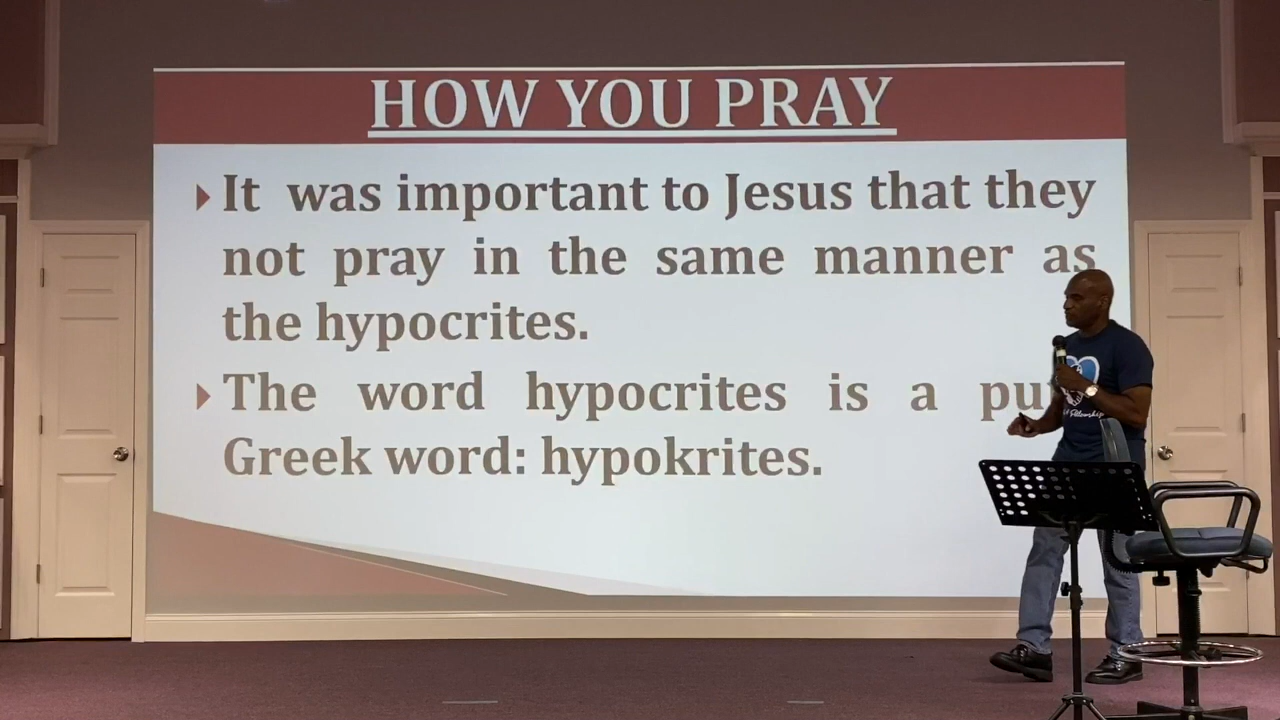 HOW YOU PRAY
It was important to Jesus that they
not pray in the same manner as
the hypocrites.
The word hypocrites is a
Greek word: hypokrites.